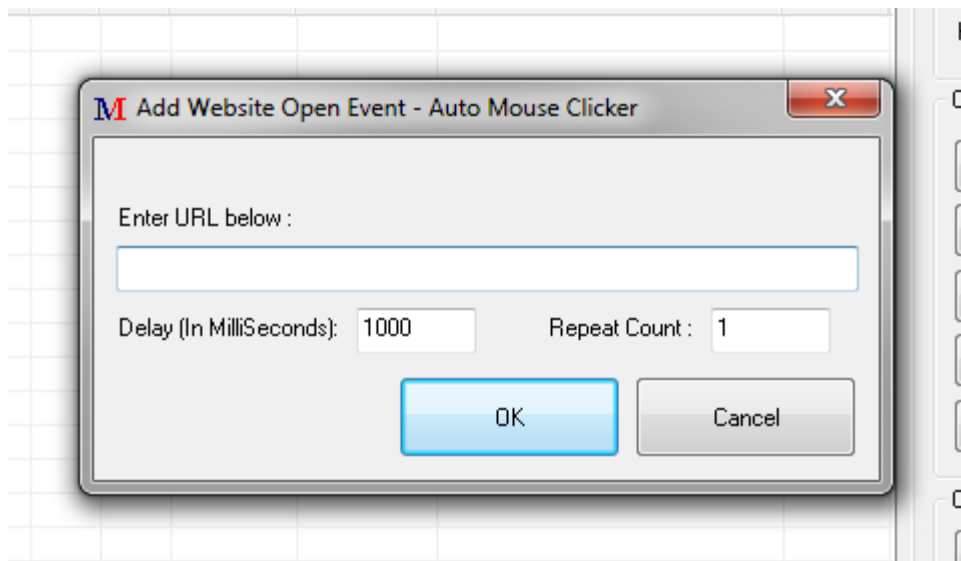 M Add Website Open Event - Auto Mouse Clicker
Enter URL below :
Delay (In MilliSeconds): 1000 Repeat Count : 1
OK Cancel